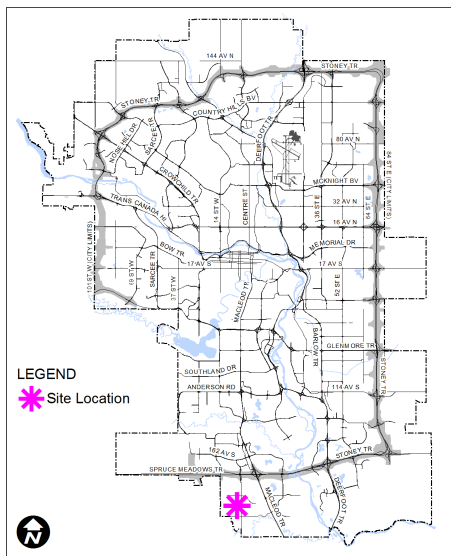 144 AV N
STONEY TR
STONEY TR
COUNTRY HILLS BV
DEERFOOT TR
NOSE HILL DR
SARCEE TR
80 AV N
CROWCHILD TR
MCKNIGHT BV
84 ST E (CITY LIMITS)
14 ST W
CENTRE ST
36 ST E
32 AV N
68 ST E
TRANS CANADA HI
16 AV N
BOW TR
MEMORIAL DR
101 ST W (CITY LIMITS)
69 ST W
SARCEE TR
37 ST W
17 AV S
17 AV S
52 ST E
MACLEOD TR
BARLOW TR
GLENMORE TR
STONEY TR
SOUTHLAND DR
ANDERSON RD
114 AV S
LEGEND
Site Location
162 AV S
STONEY TR
SPRUCE MEADOWS TR
MACLEOD TR
DEERFOOT TR
N